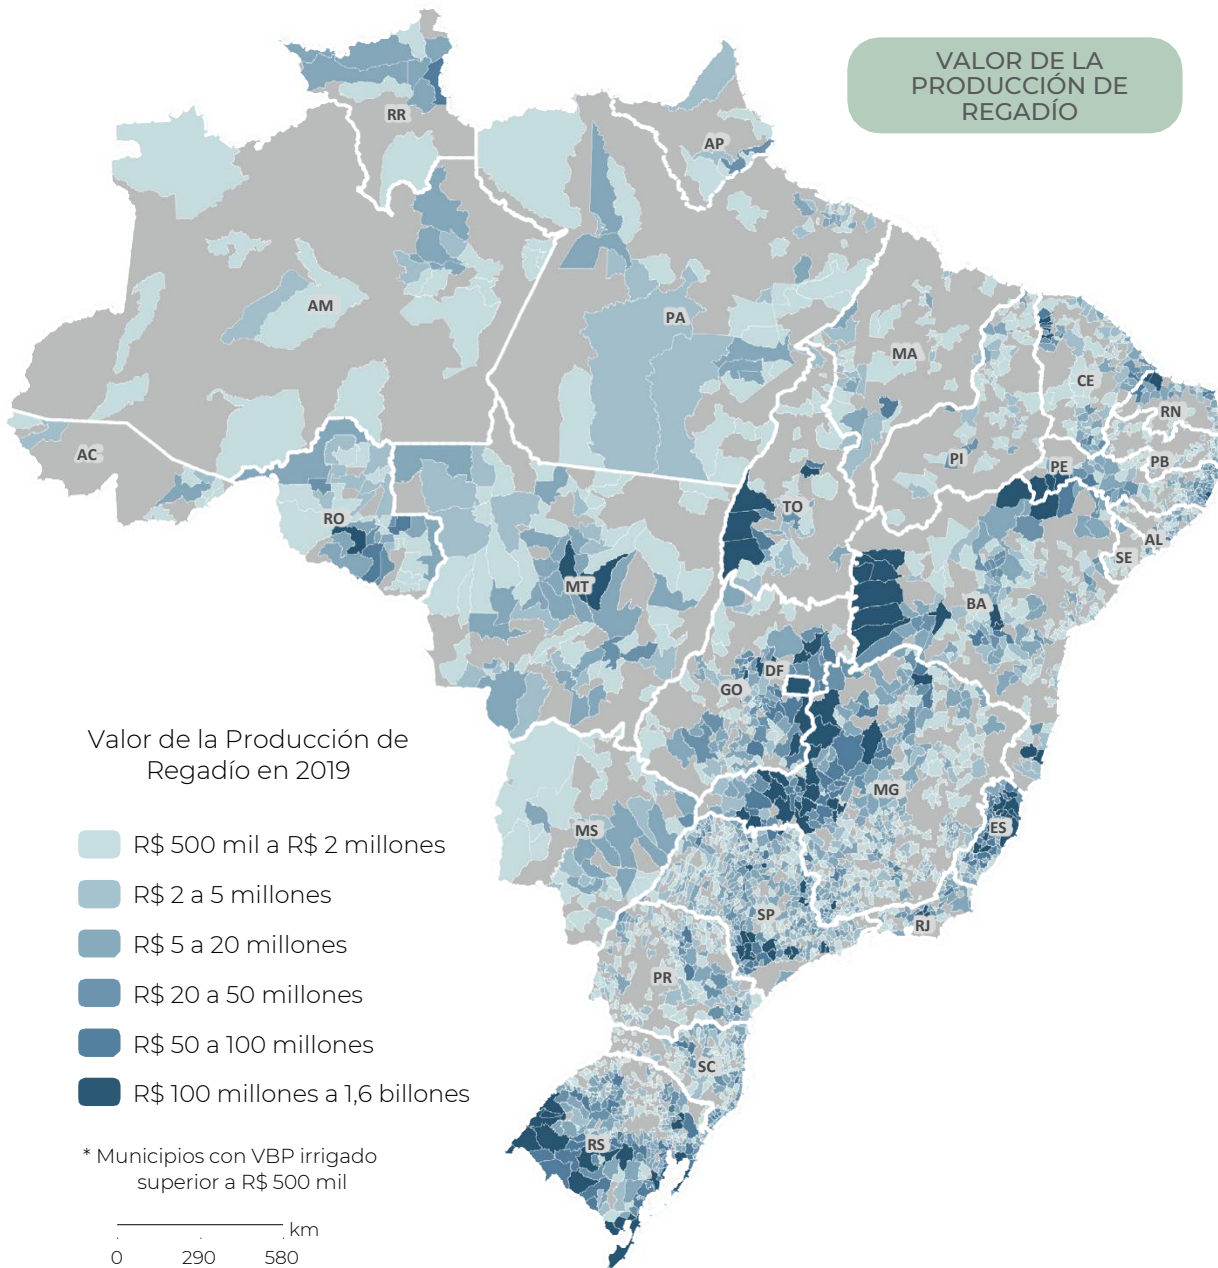 VALOR DE LA
PRODUCCIÓN DE
REGADÍO
RR
AP
AM
PA
MA
CE
RN
AC
PI
PE
PB
RO
TO
AL
SE
MT
BA
DF
GO
Valor de la Producción de
Regadío en 2019
MG
MS
ES
R$ 500 mil a R$ 2 millones
R$ 2 a 5 millones
SP
RJ
R$ 5 a 20 millones
PR
R$ 20 a 50 millones
R$ 50 a 100 millones
SC
R$ 100 millones a 1,6 billones
RS
* Municipios con VBP irrigado
superior a R$ 500 mil
km
0 290 580